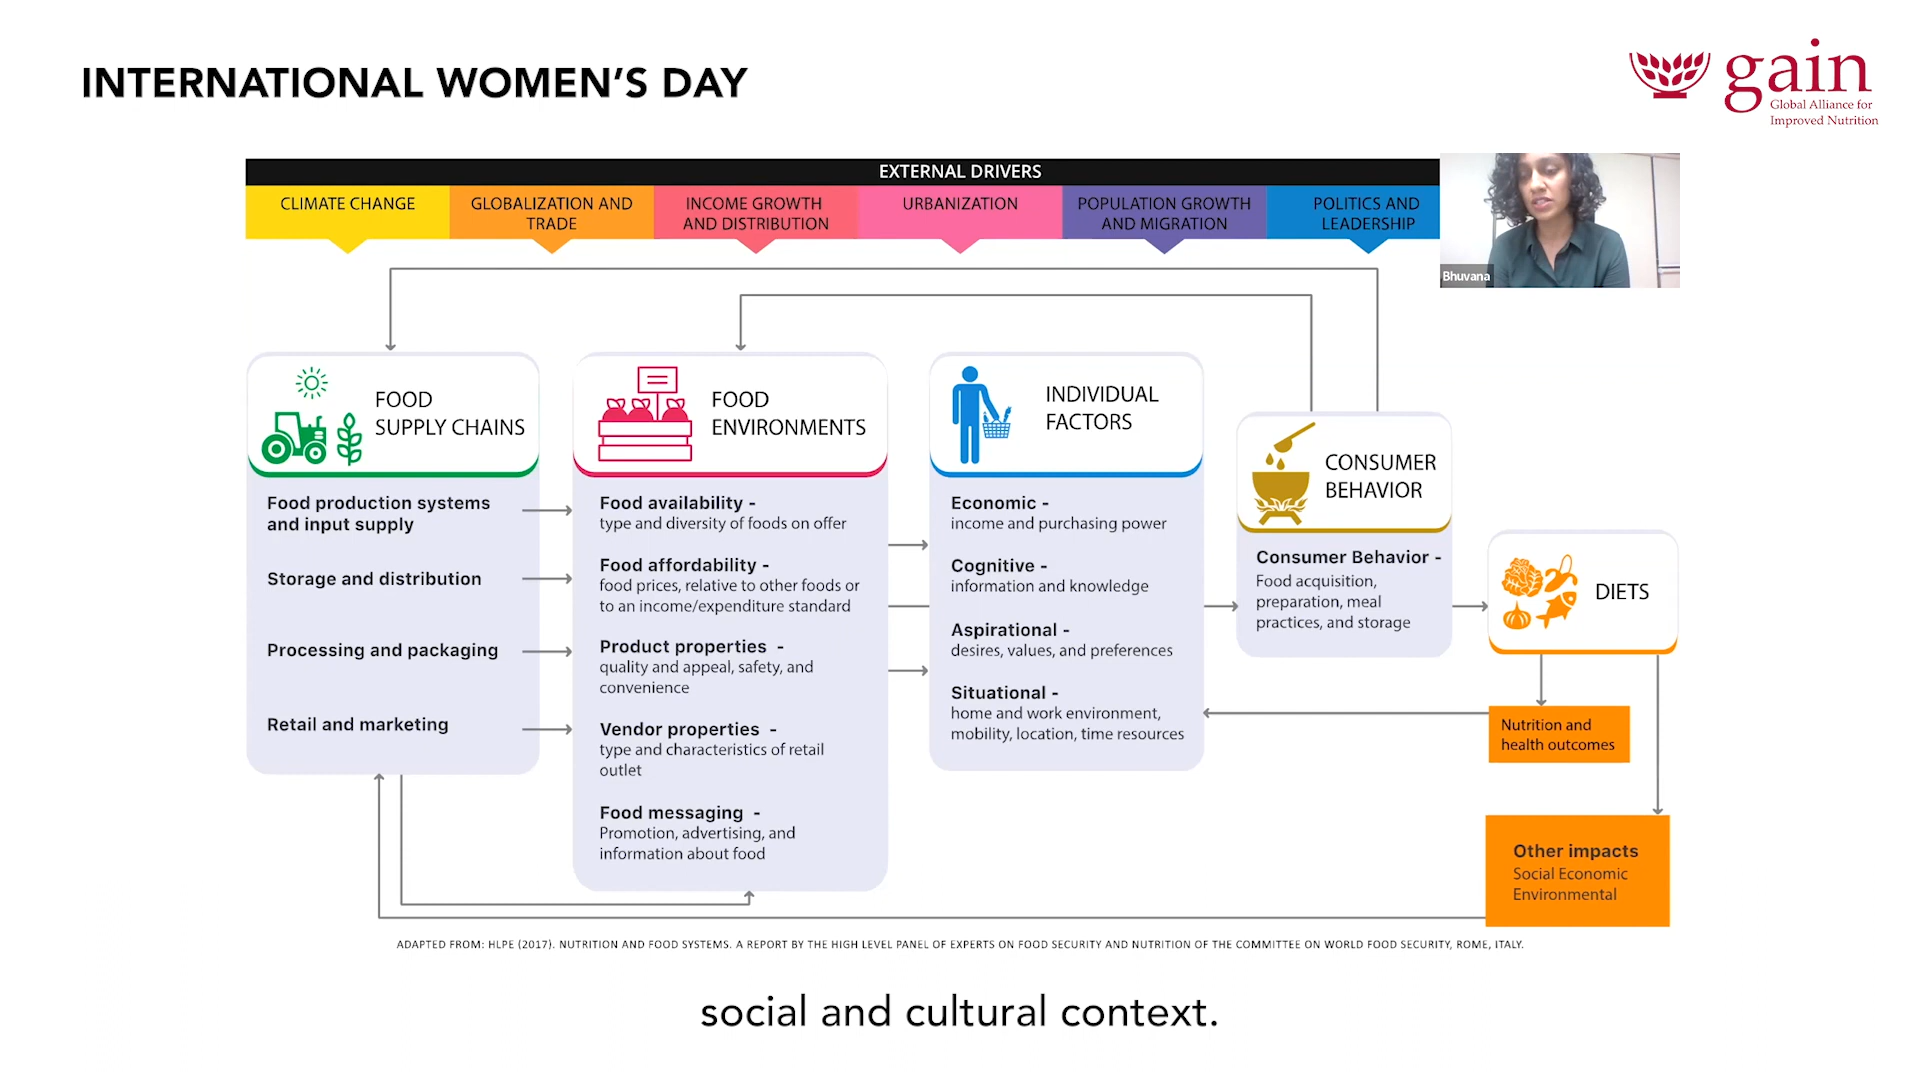 INTERNATIONAL WOMEN'S DAY
gain
Global Alliance for
Improved Nutrition
EXTERNAL DRIVERS
CLIMATE CHANGE
GLOBALIZATION AND
TRADE
INCOME GROWTH
AND DISTRIBUTION
URBANIZATION
POPULATION GROWTH
AND MIGRATION
POLITICS AND
LEADERSHIP
Bhuvana
FOOD
SUPPLY CHAINS
Food production systems
and input supply
Storage and distribution
Processing and packaging
Retail and marketing
FOOD
ENVIRONMENTS
Food availability -
type and diversity of foods on offer
Food affordability -
food prices, relative to other foods or
to an income/expenditure standard
Product properties -
quality and appeal, safety, and
convenience
Vendor properties -
type and characteristics of retail
outlet
Food messaging -
Promotion, advertising, and
information about food
INDIVIDUAL
FACTORS
Economic -
income and purchasing power
Cognitive -
information and knowledge
Aspirational -
desires, values, and preferences
Situational -
home and work environment,
mobility, location, time resources
CONSUMER
BEHAVIOR
Consumer Behavior -
Food acquisition,
preparation, meal
practices, and storage
DIETS
Nutrition and
health outcomes
Other impacts
Social Economic
Environmental
ADAPTED FROM: HLPE (2017). NUTRITION AND FOOD SYSTEMS. A REPORT BY THE HIGH LEVEL PANEL OF EXPERTS ON FOOD SECURITY AND NUTRITION OF THE COMMITTEE ON WORLD FOOD SECURITY, ROME, ITALY.
social and cultural context.